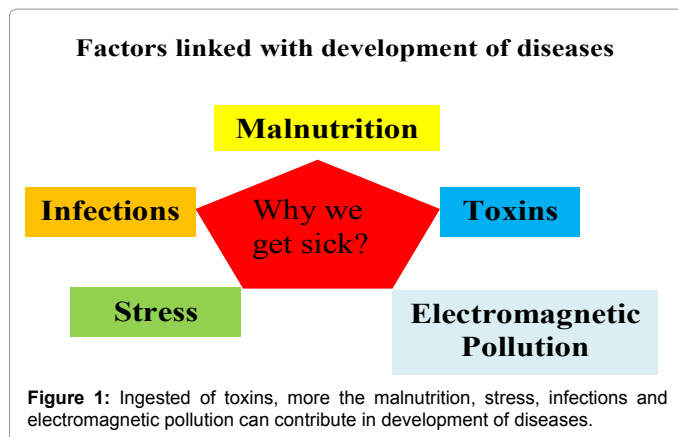 Factors linked with development of diseases
Malnutrition
Infections
Why we
get sick?
Toxins
Stress
Electromagnetic
Pollution
Figure 1: Ingested of toxins, more the malnutrition, stress, infections and
electromagnetic pollution can contribute in development of diseases.